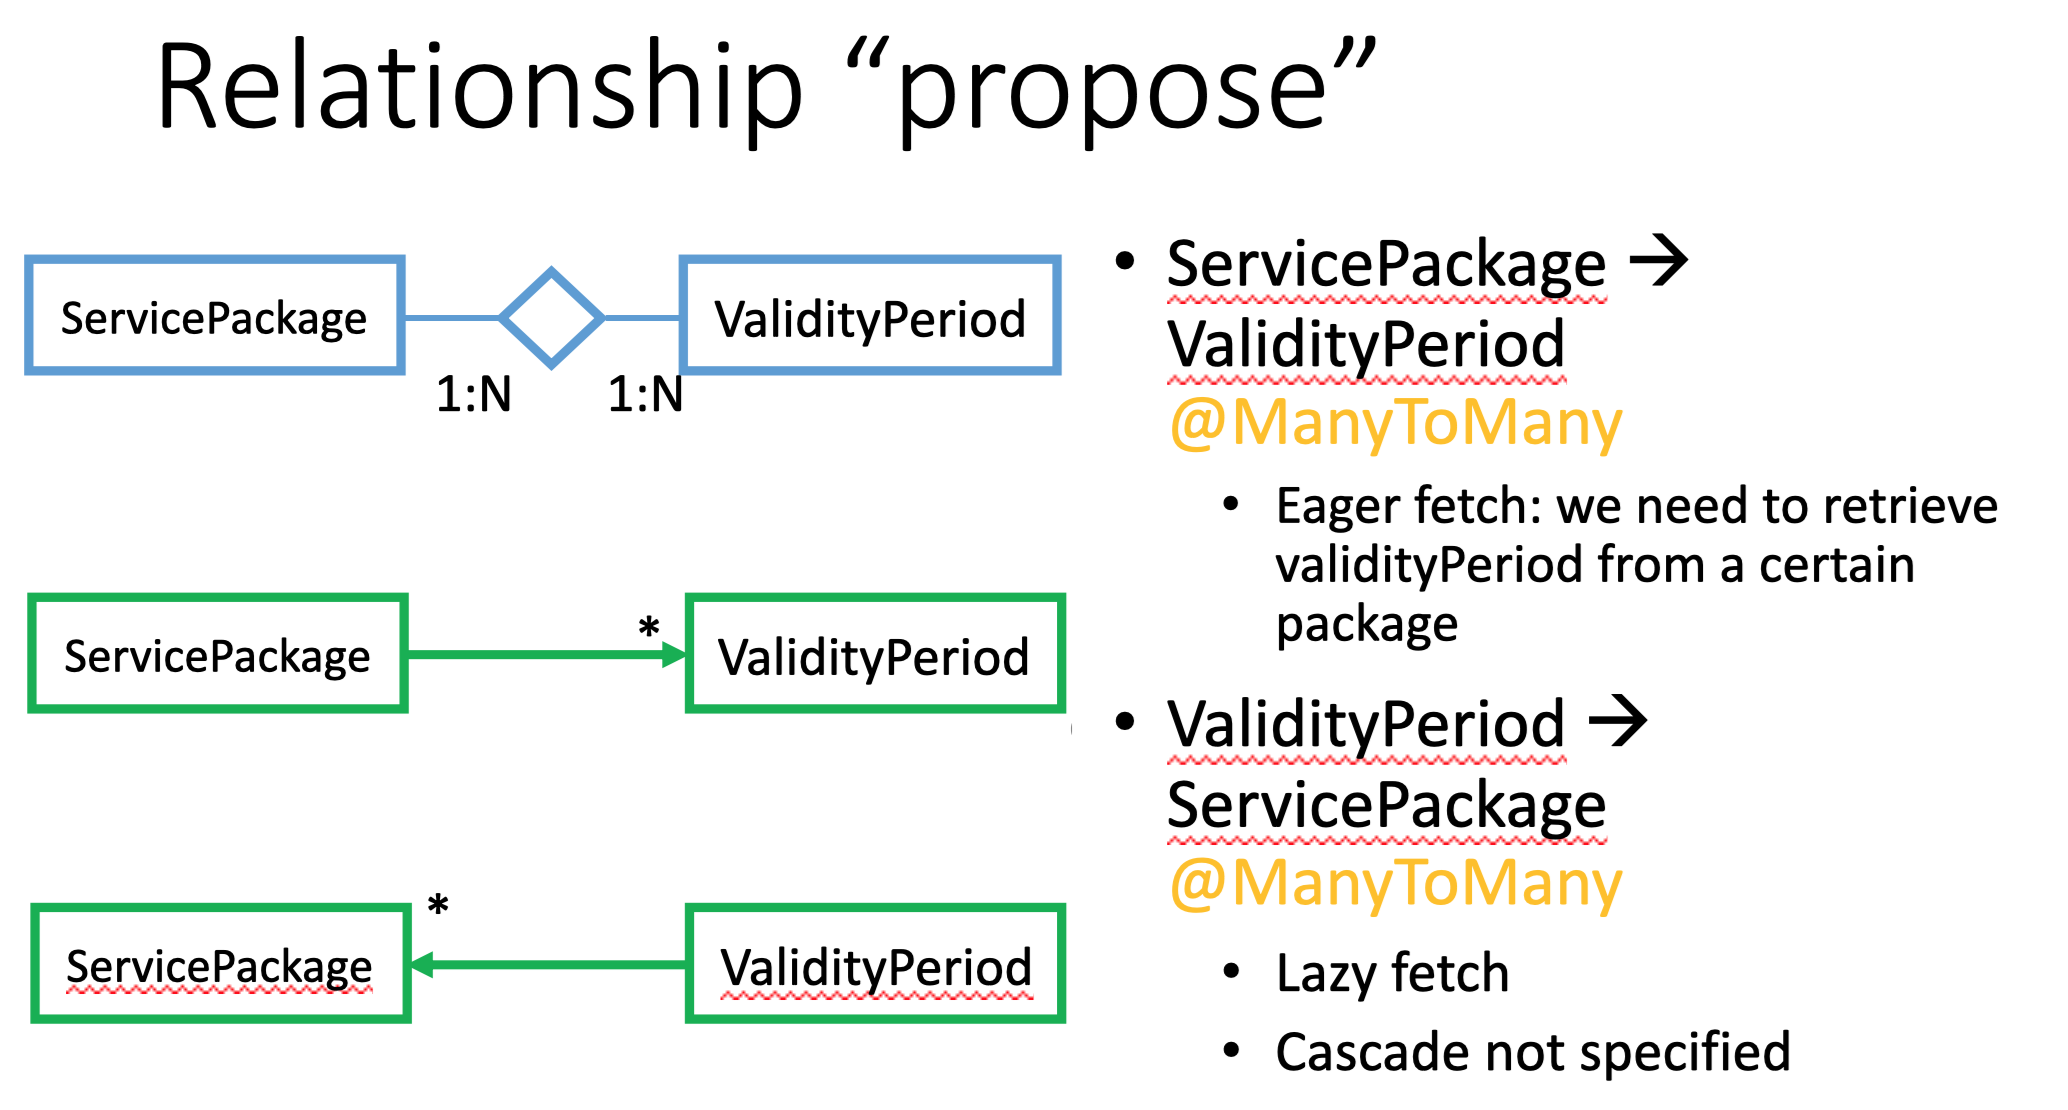 Relationship “propose”
ServicePackage
ValidityPeriod
1:N
1:N
ServicePackage
*
ValidityPeriod
*
ServicePackage
ValidityPeriod
• ServicePackage →
ValidityPeriod
@ManyToMany
• Eager fetch: we need to retrieve
validityPeriod from a certain
package
• ValidityPeriod →
ServicePackage
@ManyToMany
• Lazy fetch
• Cascade not specified